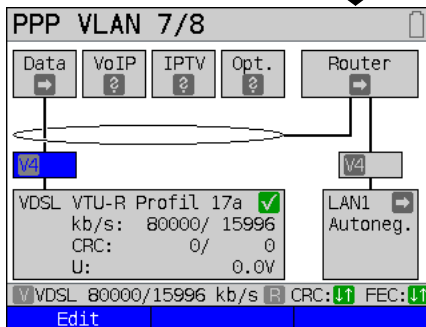 PPP VLAN 7/8
Data VoIP IPTV Opt. Router
? ? ?
V4 V4
VDSL VTU-R Profil 17a LAN1
kb/s: 80000/ 15996 Autoneg.
CRC: 0/ 0
U: 0.0V
V VDSL 80000/15996 kb/s R CRC: FEC:
Edit